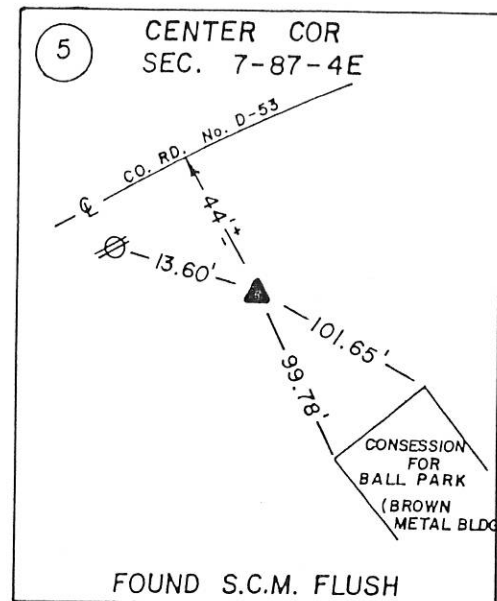 5
CENTER COR
SEC. 7-87-4E
℄ CO. RD. No. D-53
44'±
13.60'
101.65'
99.78'
CONSESSION
FOR
BALL PARK
(BROWN
METAL BLDG
FOUND S.C.M. FLUSH